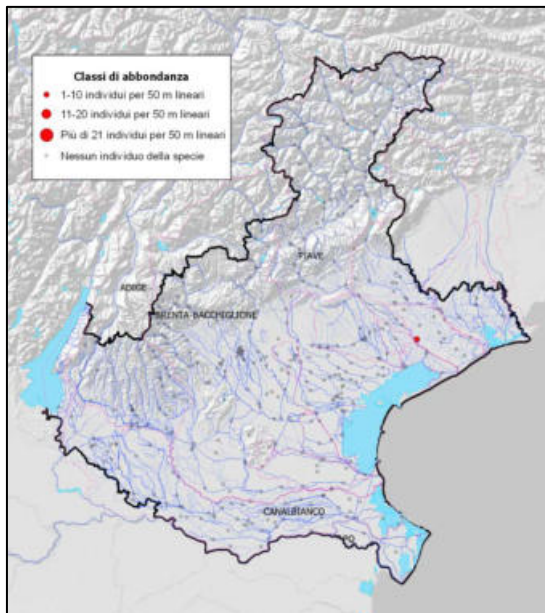 Classi di abbondanza
1-10 individui per 50 m lineari
11-20 individui per 50 m lineari
Più di 21 individui per 50 m lineari
Nessun individuo della specie
PIAVE
ADIGE
BRENTA-BACCHIGLIONE
CANALBIANCO
PO